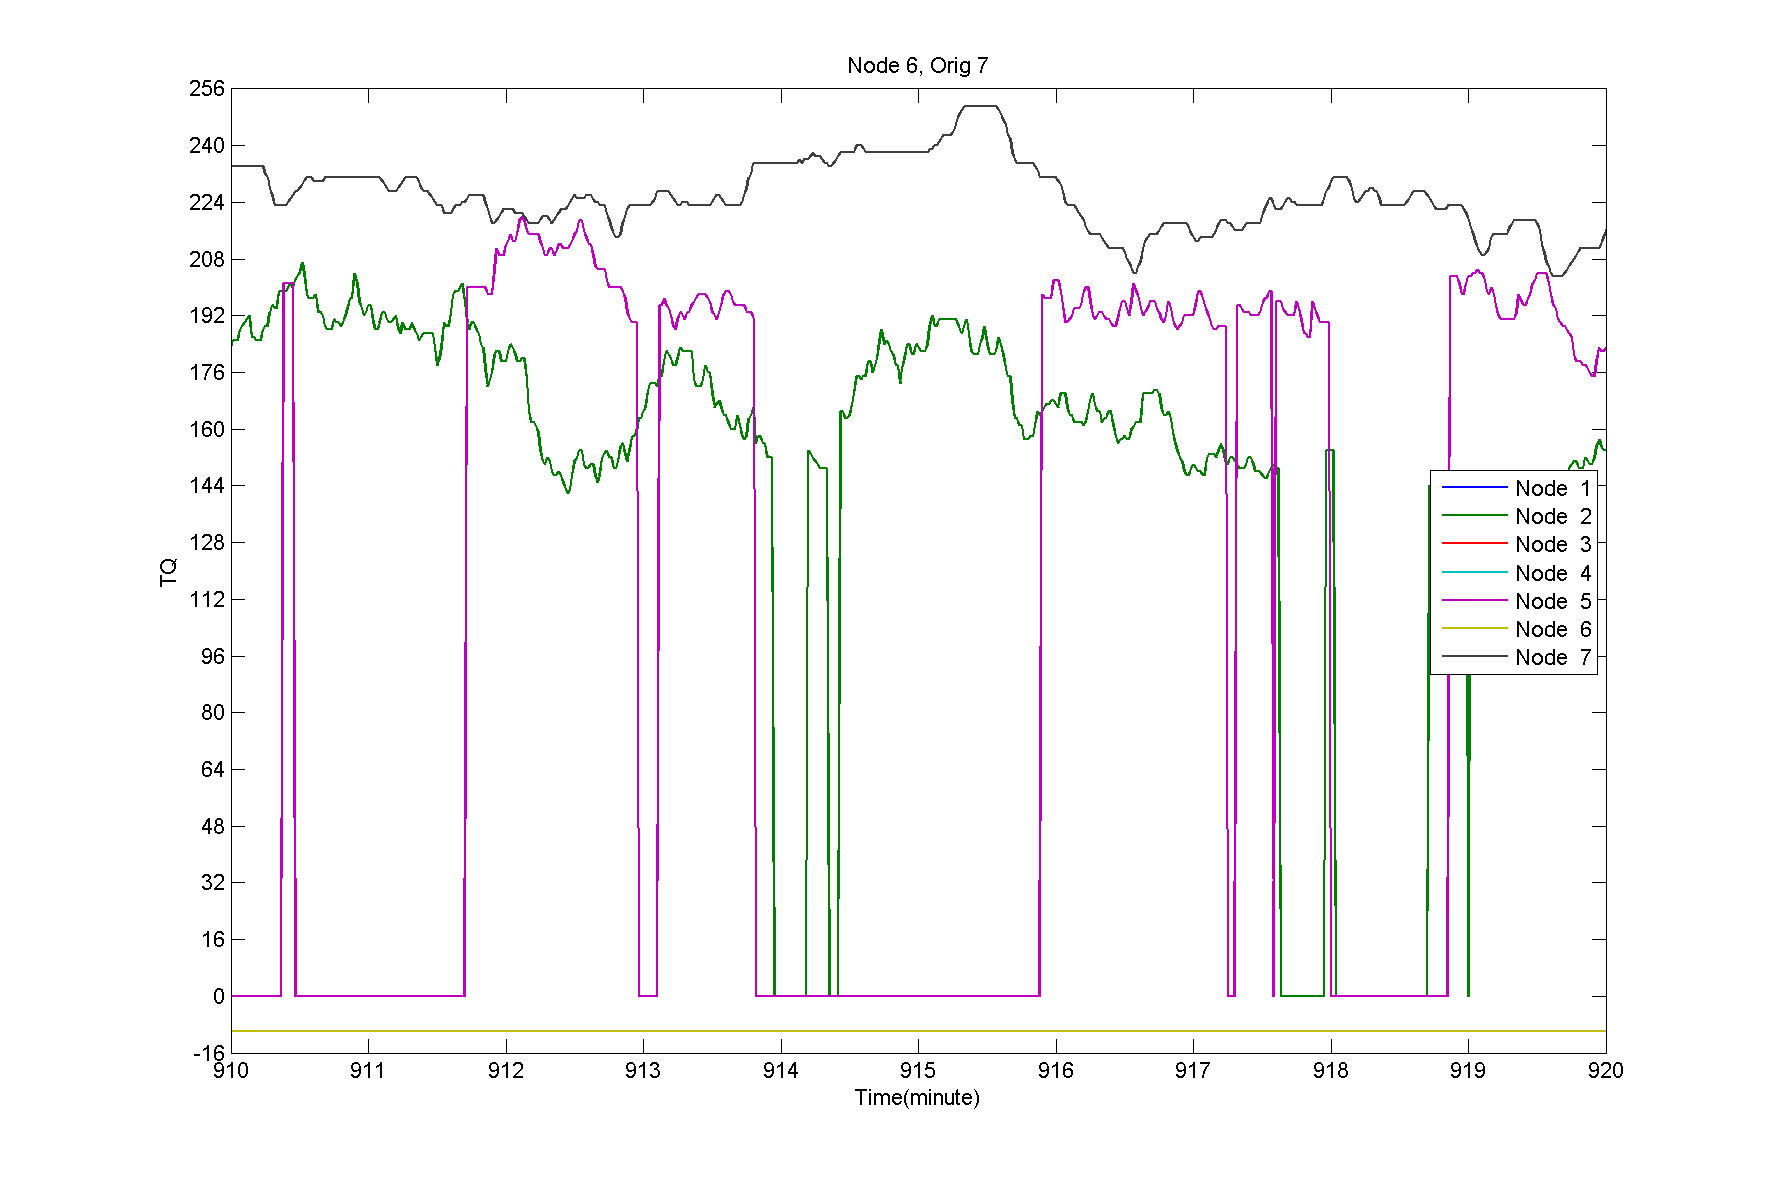 Node 6, Orig 7
256
240
224
208
192
176
160
144
128
112
96
80
64
48
32
16
0
-16
TQ
910 911 912 913 914 915 916 917 918 919 920
Time(minute)
Node 1
Node 2
Node 3
Node 4
Node 5
Node 6
Node 7